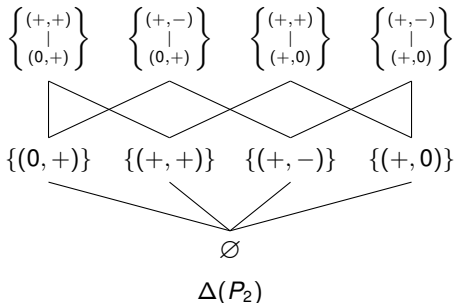 {(+,+) | (0,+)} {(+,−) | (0,+)} {(+,+) | (+,0)} {(+,−) | (+,0)}
{(0,+)} {(+,+)} {(+,−)} {(+,0)}
∅
Δ(P₂)